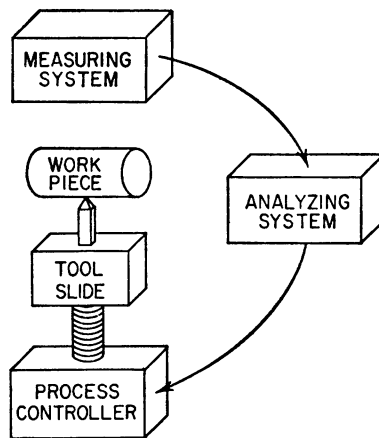 MEASURING
SYSTEM
WORK
PIECE
ANALYZING
SYSTEM
TOOL
SLIDE
PROCESS
CONTROLLER